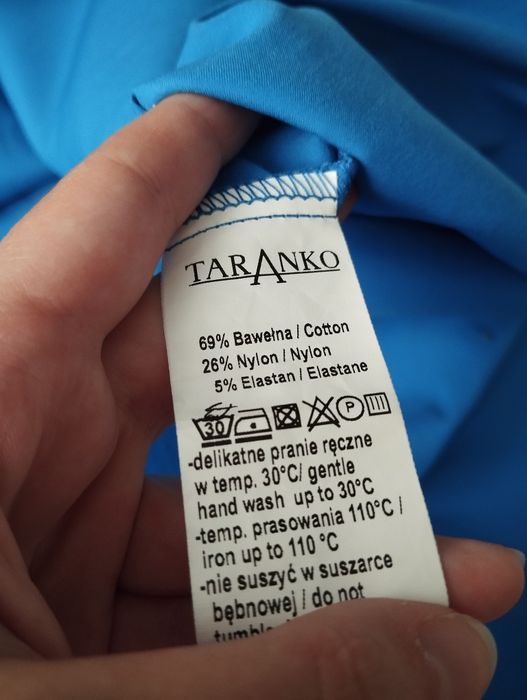 TARANKO
69% Bawełna / Cotton
26% Nylon / Nylon
5% Elastan / Elastane
30 P
-delikatne pranie ręczne
w temp. 30°C/ gentle
hand wash up to 30°C
-temp. prasowania 110°C /
iron up to 110 °C
-nie suszyć w suszarce
bębnowej / do not